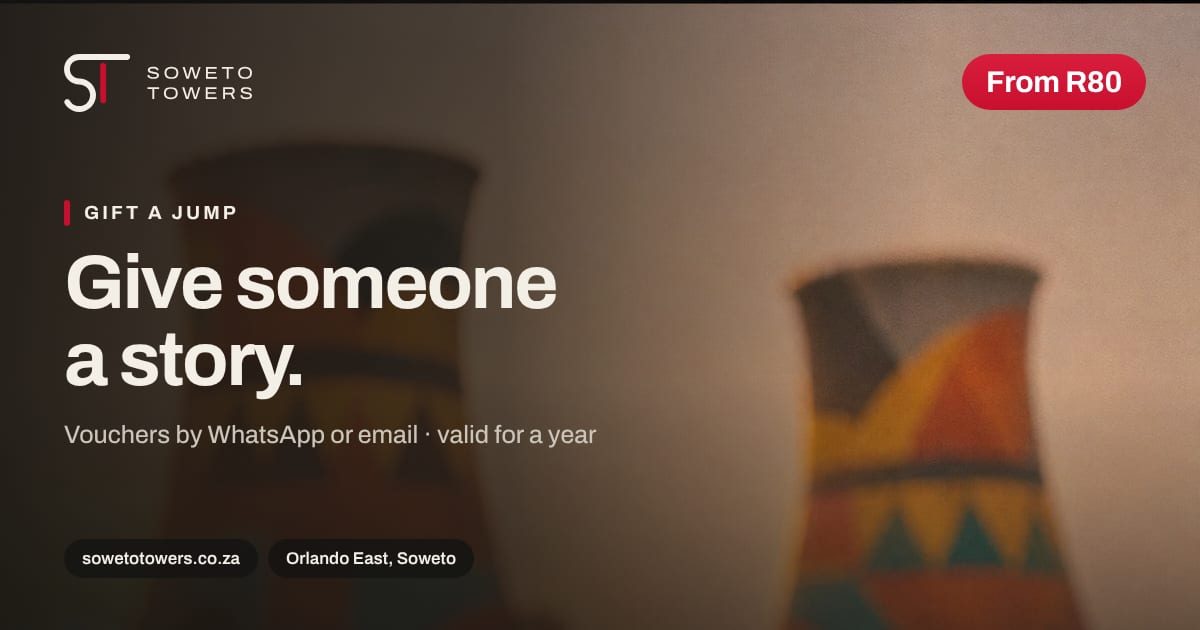 ST
SOWETO
TOWERS
From R80
GIFT A JUMP
Give someone
a story.
Vouchers by WhatsApp or email · valid for a year
sowetotowers.co.za
Orlando East, Soweto